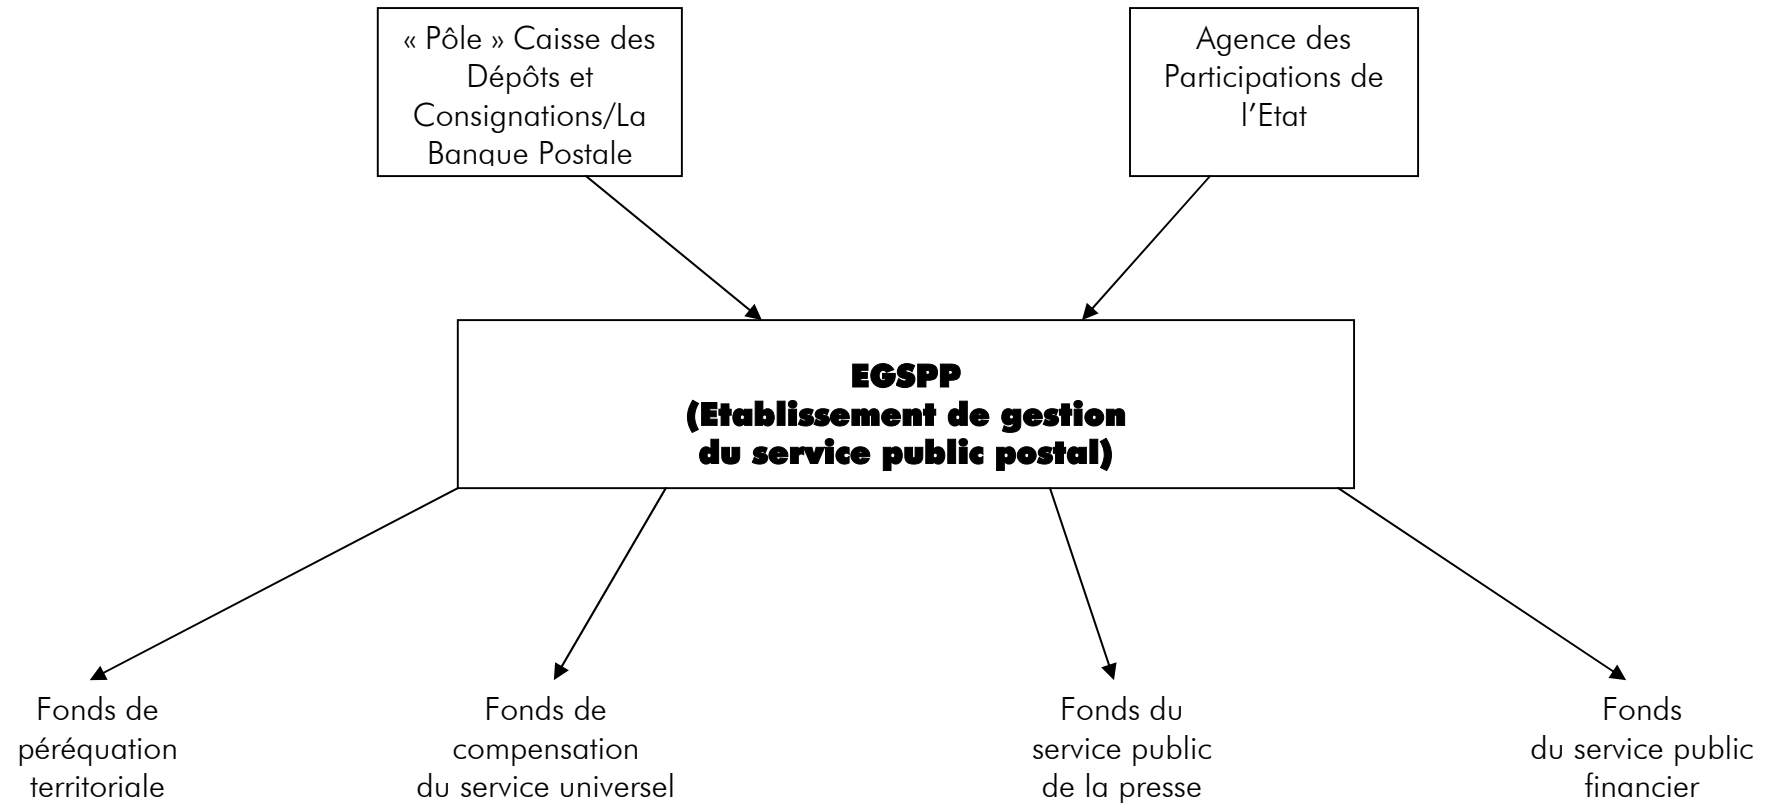 « Pôle » Caisse des
Dépôts et
Consignations/La
Banque Postale
Agence des
Participations de
l'Etat
EGSPP
(Etablissement de gestion
du service public postal)
Fonds de
péréquation
territoriale
Fonds de
compensation
du service universel
Fonds du
service public
de la presse
Fonds
du service public
financier